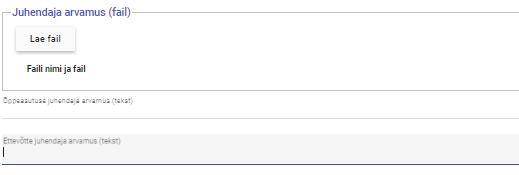 Juhendaja arvamus (fail)
Lae fail
Faili nimi ja fail
Õppeasutuse juhendaja arvamus (tekst)
Ettevõtte juhendaja arvamus (tekst)